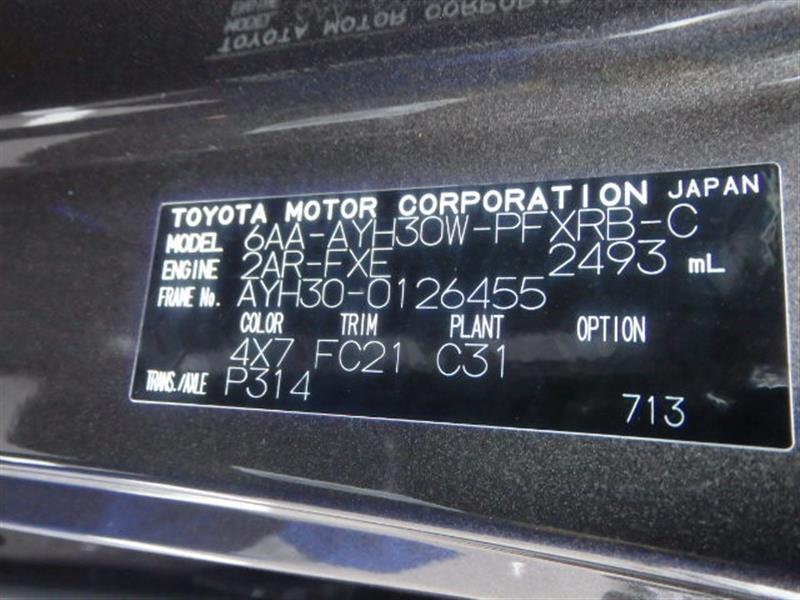 TOYOTA MOTOR CORPORATION JAPAN
MODEL 6AA-AYH30W-PFXRB-C
ENGINE 2AR-FXE 2493 mL
FRAME No. AYH30-0126455
COLOR TRIM PLANT OPTION
4X7 FC21 C31
TRANS./AXLE P314
713